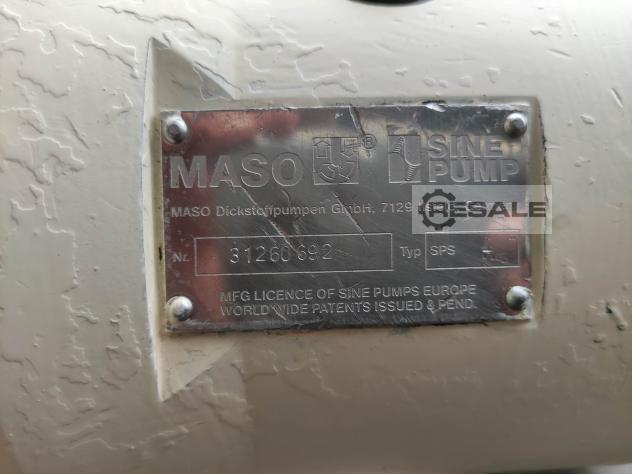 MASO ® SINE PUMP
RESALE
MASO Dickstoffpumpen GmbH, 7129
Nr. 31260692 Typ SPS
MFG LICENCE OF SINE PUMPS EUROPE
WORLD WIDE PATENTS ISSUED & PEND.